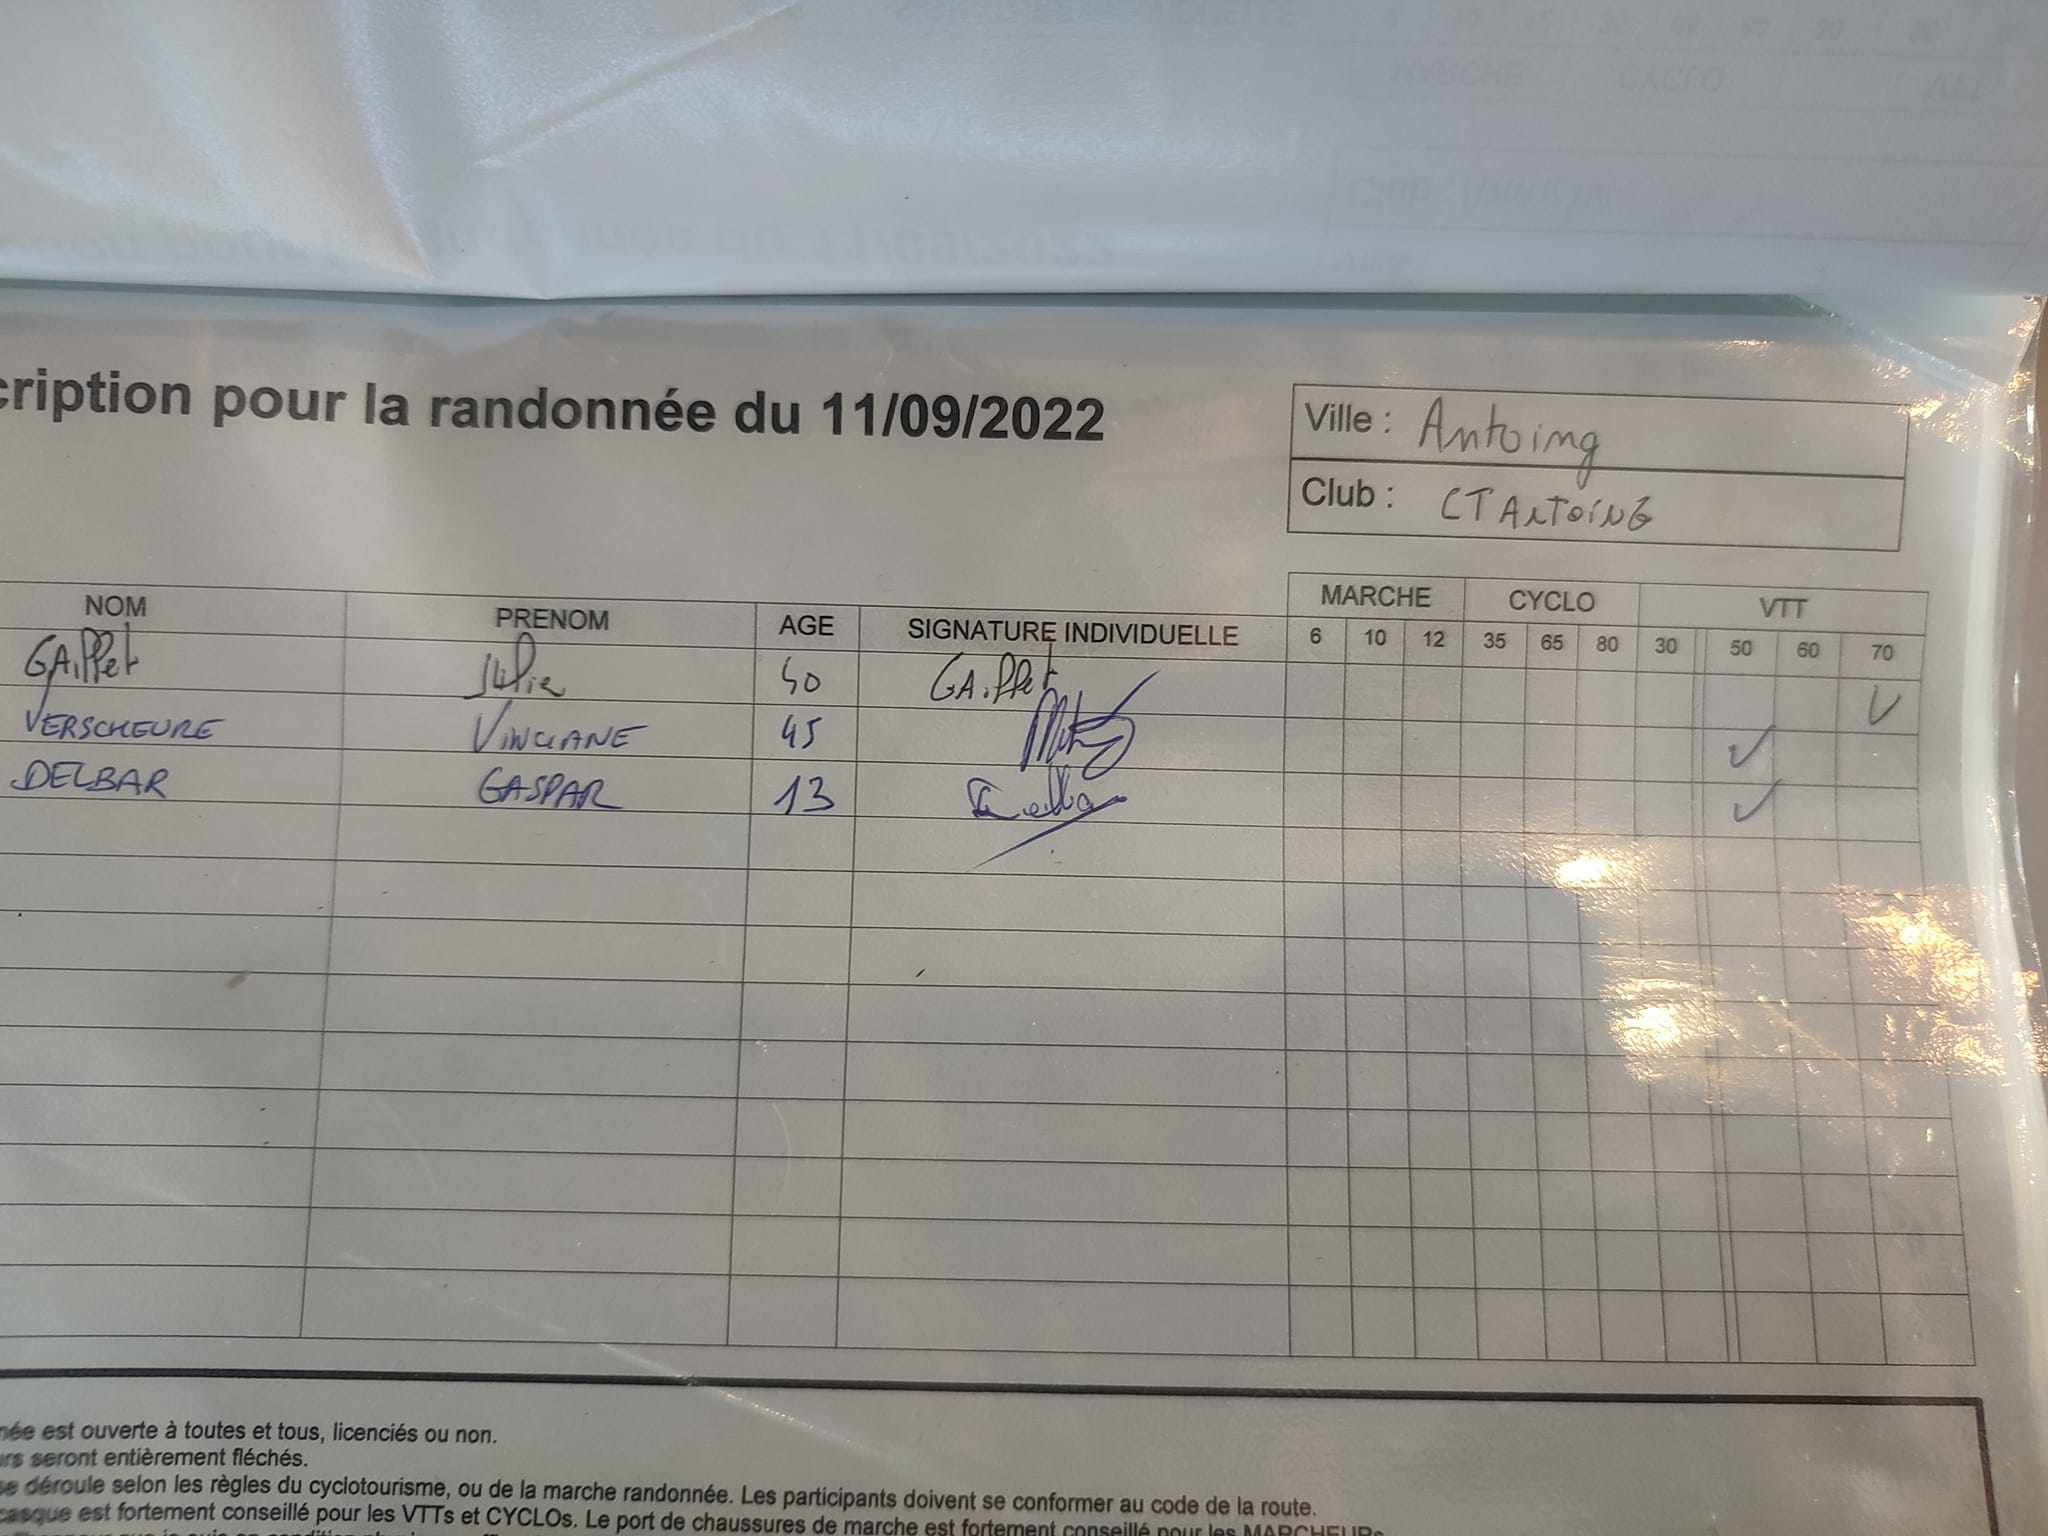 cription pour la randonnée du 11/09/2022
Ville : Antoing
Club : CT ANTOING
MARCHE CYCLO VTT
NOM PRENOM AGE SIGNATURE INDIVIDUELLE 6 10 12 35 65 80 30 50 60 70
GAiffet Julie 40 GAiffet
VERSCHEURE VINCIANE 45
DELBAR GASPAR 13
née est ouverte à toutes et tous, licenciés ou non.
urs seront entièrement fléchés.
se déroule selon les règles du cyclotourisme, ou de la marche randonnée. Les participants doivent se conformer au code de la route.
casque est fortement conseillé pour les VTTs et CYCLOs. Le port de chaussures de marche est fortement conseillé pour les MARCHEURs